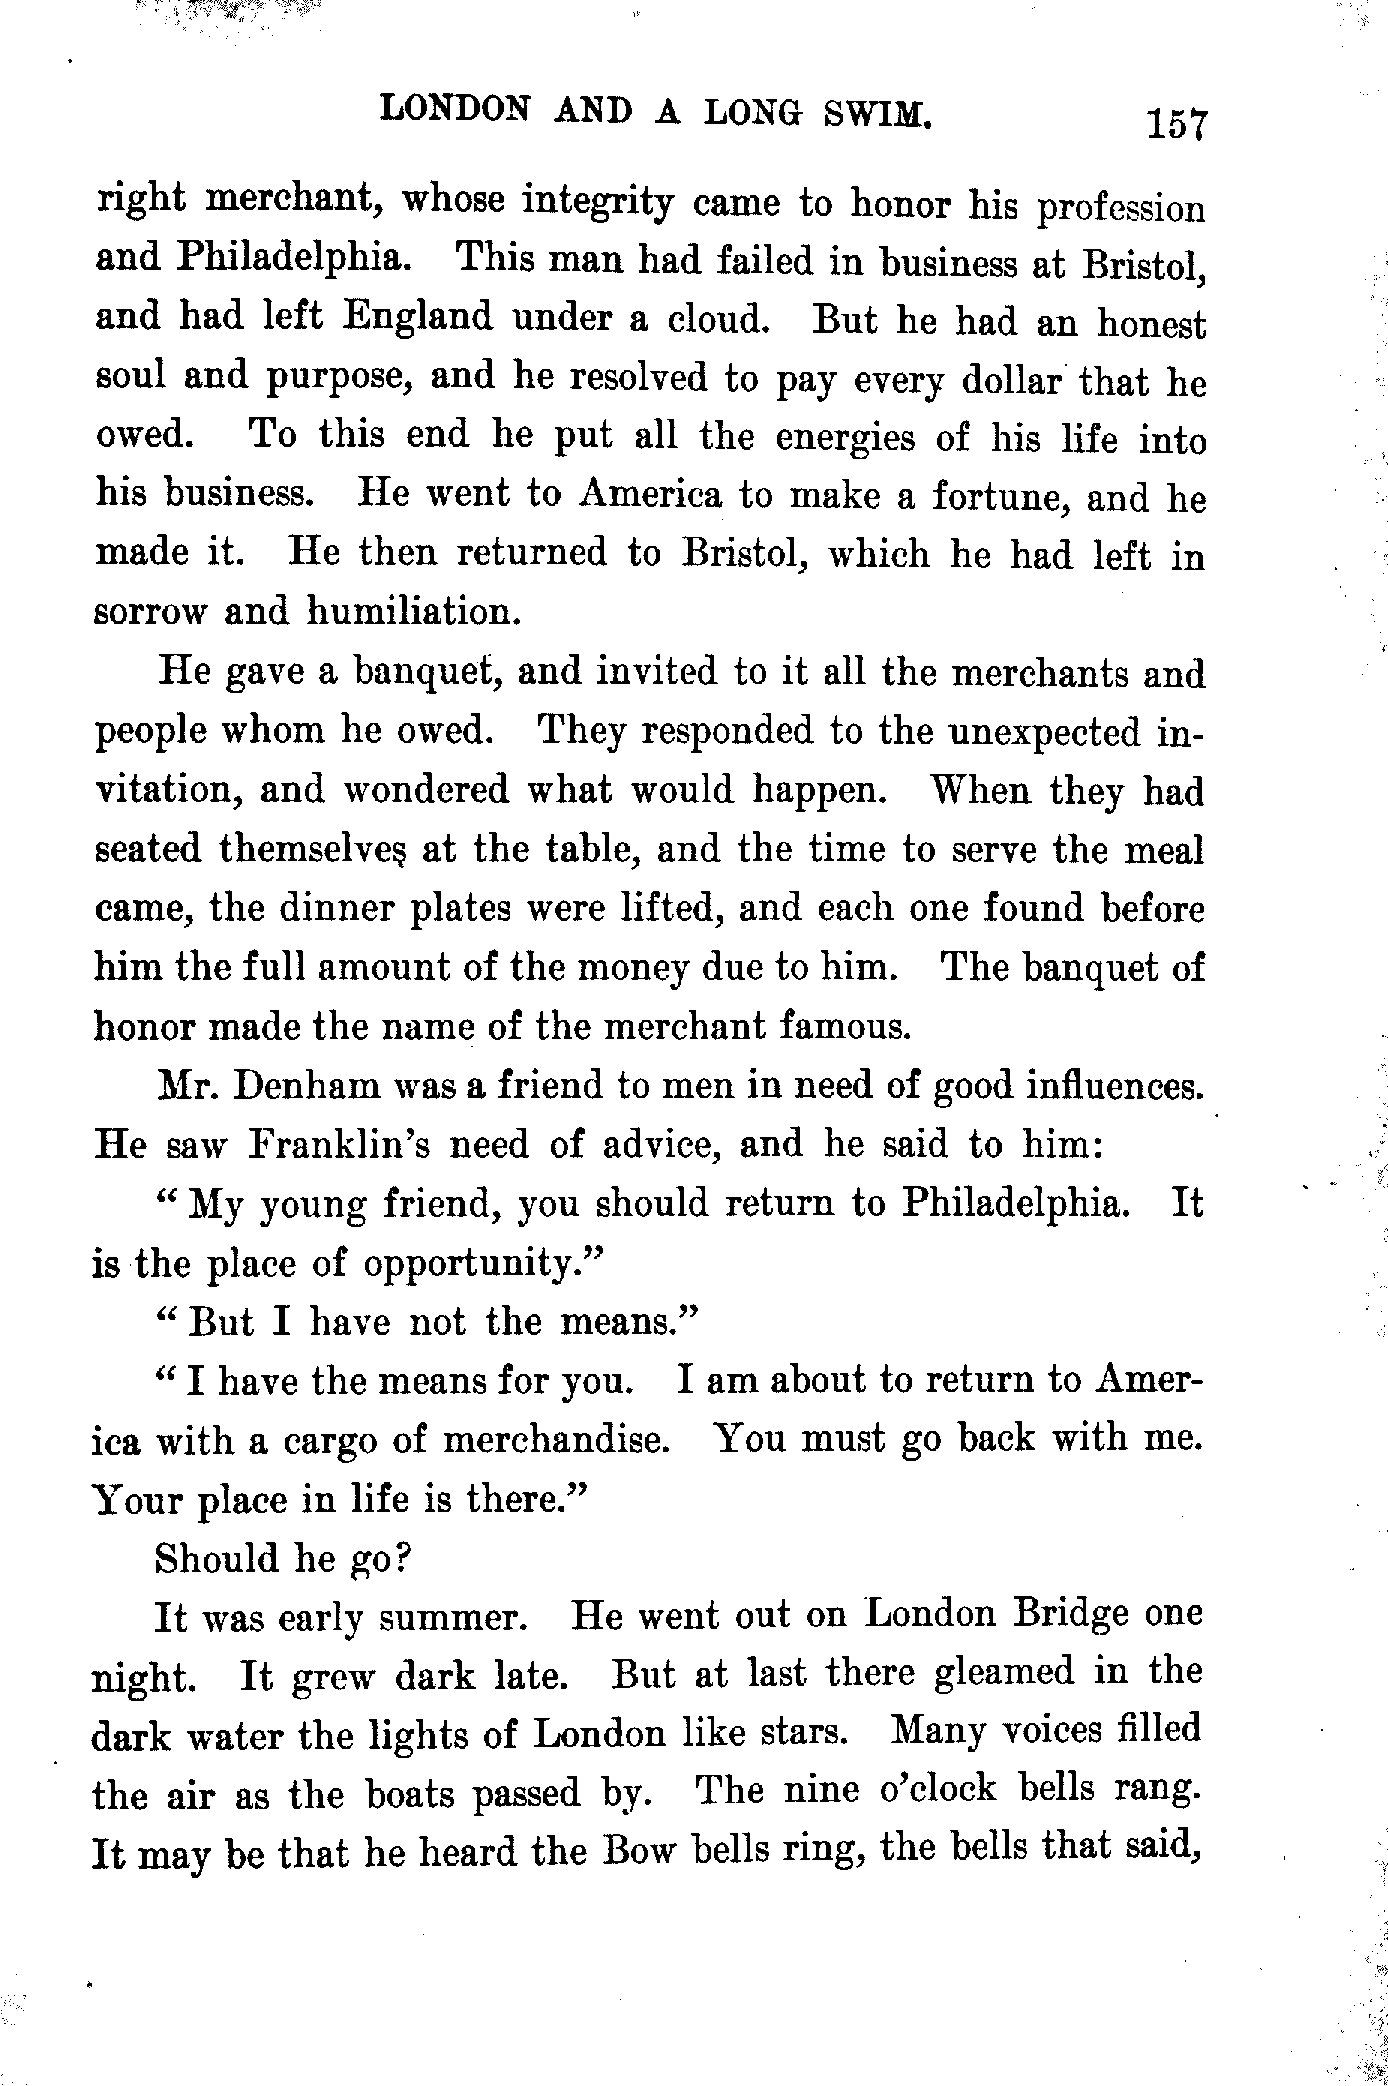 LONDON AND A LONG SWIM. 157
right merchant, whose integrity came to honor his profession
and Philadelphia. This man had failed in business at Bristol,
and had left England under a cloud. But he had an honest
soul and purpose, and he resolved to pay every dollar that he
owed. To this end he put all the energies of his life into
his business. He went to America to make a fortune, and he
made it. He then returned to Bristol, which he had left in
sorrow and humiliation.
He gave a banquet, and invited to it all the merchants and
people whom he owed. They responded to the unexpected in-
vitation, and wondered what would happen. When they had
seated themselves at the table, and the time to serve the meal
came, the dinner plates were lifted, and each one found before
him the full amount of the money due to him. The banquet of
honor made the name of the merchant famous.
Mr. Denham was a friend to men in need of good influences.
He saw Franklin's need of advice, and he said to him:
“ My young friend, you should return to Philadelphia. It
is the place of opportunity.”
“ But I have not the means.”
“ I have the means for you. I am about to return to Amer-
ica with a cargo of merchandise. You must go back with me.
Your place in life is there.”
Should he go?
It was early summer. He went out on London Bridge one
night. It grew dark late. But at last there gleamed in the
dark water the lights of London like stars. Many voices filled
the air as the boats passed by. The nine o'clock bells rang.
It may be that he heard the Bow bells ring, the bells that said,